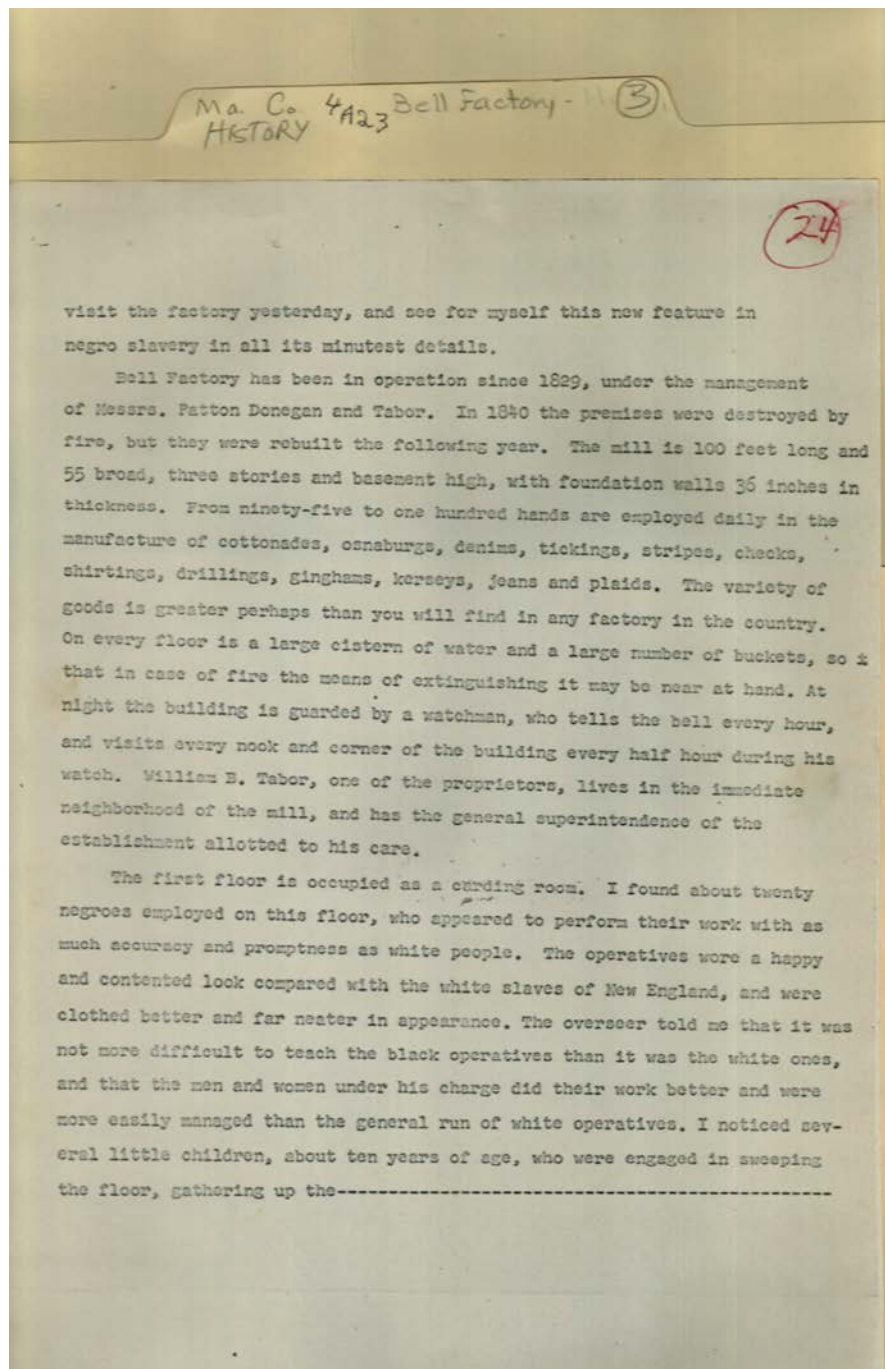 Ma. Co. 4A23 Bell Factory - 3
HISTORY
24
visit the factory yesterday, and see for myself this new feature in
negro slavery in all its minutest details.
Bell Factory has been in operation since 1829, under the management
of Messrs. Patton Donegan and Tabor. In 1840 the premises were destroyed by
fire, but they were rebuilt the following year. The mill is 100 feet long and
55 broad, three stories and basement high, with foundation walls 36 inches in
thickness. From ninety-five to one hundred hands are employed daily in the
manufacture of cottonades, osnaburgs, denims, tickings, stripes, checks,
shirtings, drillings, ginghams, kerseys, jeans and plaids. The variety of
goods is greater perhaps than you will find in any factory in the country.
On every floor is a large cistern of water and a large number of buckets, so x
that in case of fire the means of extinguishing it may be near at hand. At
night the building is guarded by a watchman, who tells the bell every hour,
and visits every nook and corner of the building every half hour during his
watch. William B. Tabor, one of the proprietors, lives in the immediate
neighborhood of the mill, and has the general superintendence of the
establishment allotted to his care.
The first floor is occupied as a carding room. I found about twenty
negroes employed on this floor, who appeared to perform their work with as
much accuracy and promptness as white people. The operatives wore a happy
and contented look compared with the white slaves of New England, and were
clothed better and far neater in appearance. The overseer told me that it was
not more difficult to teach the black operatives than it was the white ones,
and that the men and women under his charge did their work better and were
more easily managed than the general run of white operatives. I noticed sev-
eral little children, about ten years of age, who were engaged in sweeping
the floor, gathering up the--------------------------------------------------